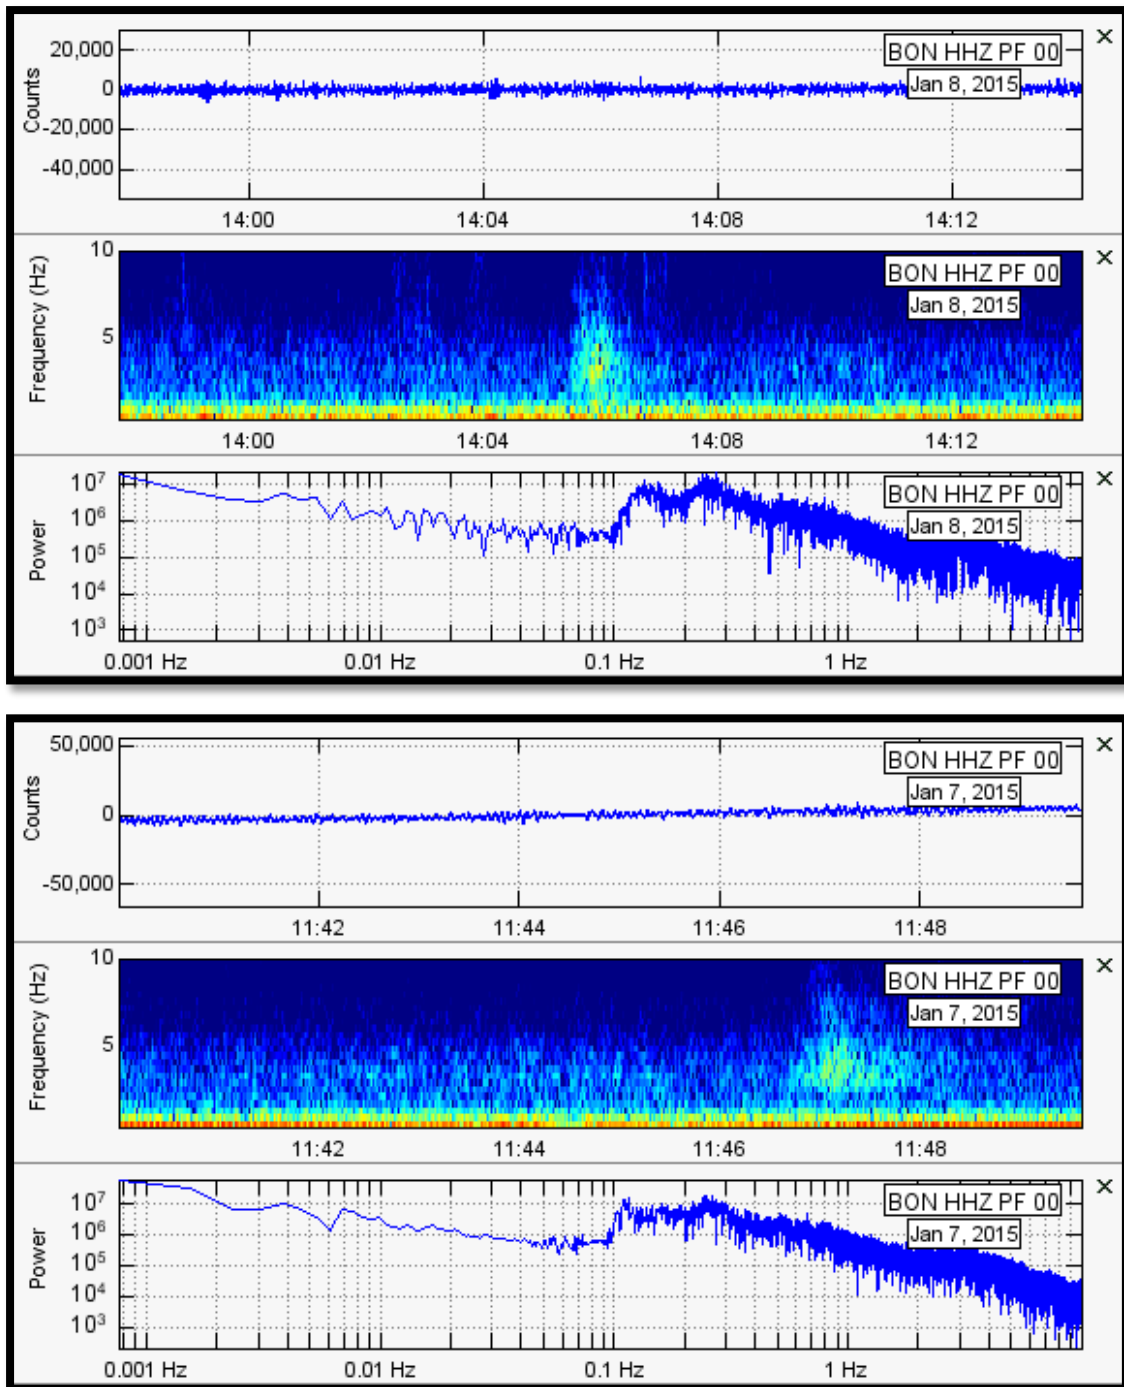 20,000
0
-20,000
-40,000
Counts
BON HHZ PF 00
Jan 8, 2015
14:00 14:04 14:08 14:12
10
5
Frequency (Hz)
BON HHZ PF 00
Jan 8, 2015
14:00 14:04 14:08 14:12
10⁷
10⁶
10⁵
10⁴
10³
Power
BON HHZ PF 00
Jan 8, 2015
0.001 Hz 0.01 Hz 0.1 Hz 1 Hz
50,000
0
-50,000
Counts
BON HHZ PF 00
Jan 7, 2015
11:42 11:44 11:46 11:48
10
5
Frequency (Hz)
BON HHZ PF 00
Jan 7, 2015
11:42 11:44 11:46 11:48
10⁷
10⁶
10⁵
10⁴
10³
Power
BON HHZ PF 00
Jan 7, 2015
0.001 Hz 0.01 Hz 0.1 Hz 1 Hz